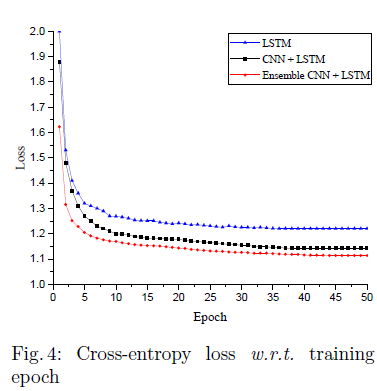 2.0
1.9
1.8
1.7
1.6
1.5
1.4
1.3
1.2
1.1
1.0
Loss
LSTM
CNN + LSTM
Ensemble CNN + LSTM
0 5 10 15 20 25 30 35 40 45 50
Epoch
Fig. 4: Cross-entropy loss w.r.t. training
epoch